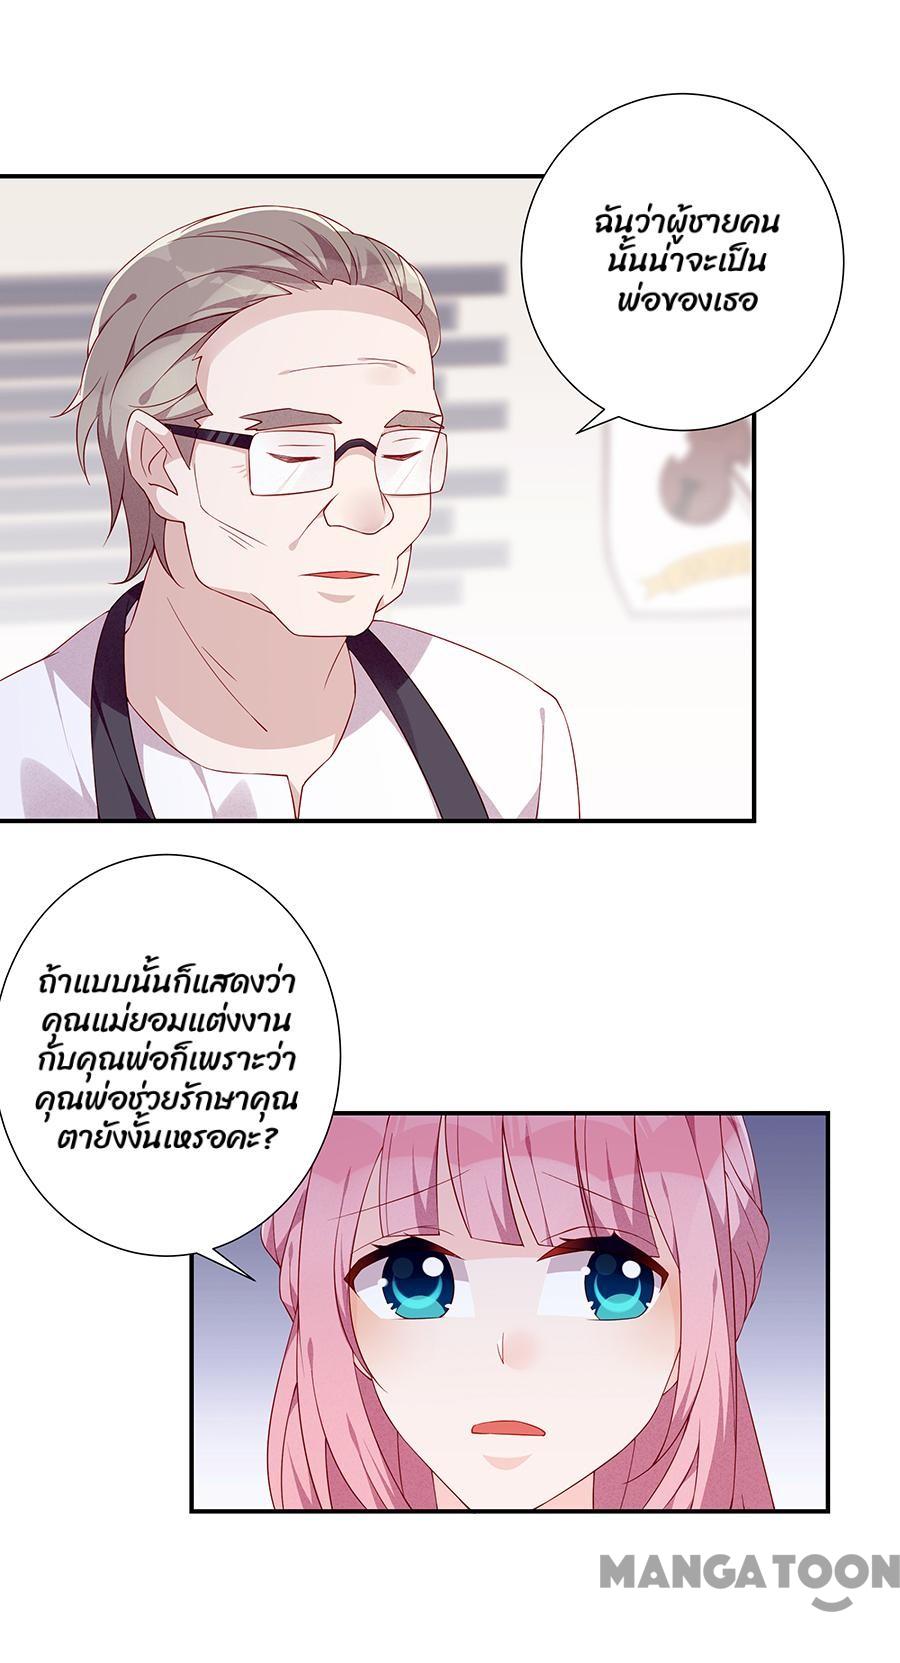 ฉันว่าผู้ชายคน
นั้นน่าจะเป็น
พ่อของเธอ
ถ้าแบบนั้นก็แสดงว่า
คุณแม่ยอมแต่งงาน
กับคุณพ่อก็เพราะว่า
คุณพ่อช่วยรักษาคุณ
ตายังงั้นเหรอคะ?
MANGATOON